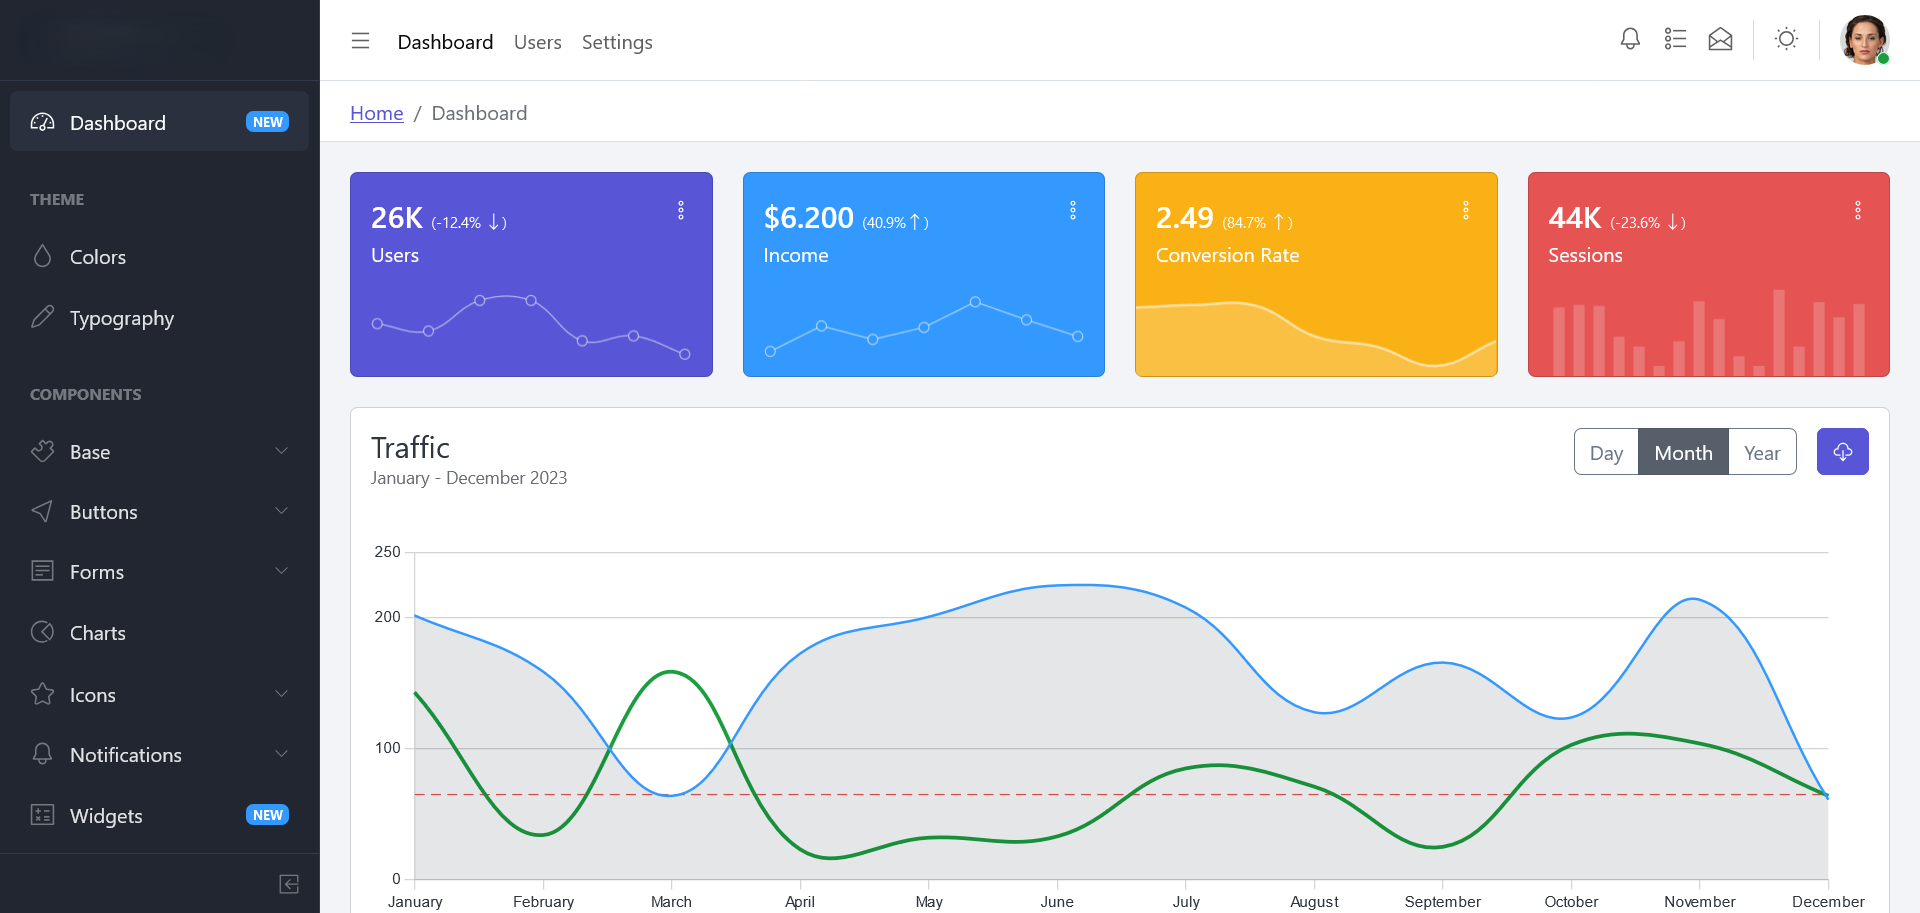 Dashboard NEW
THEME
Colors
Typography
COMPONENTS
Base
Buttons
Forms
Charts
Icons
Notifications
Widgets NEW
Dashboard Users Settings
Home / Dashboard
26K (-12.4% ↓)
Users
$6.200 (40.9% ↑)
Income
2.49 (84.7% ↑)
Conversion Rate
44K (-23.6% ↓)
Sessions
Traffic
January - December 2023
Day Month Year
250
200
100
0
January February March April May June July August September October November December